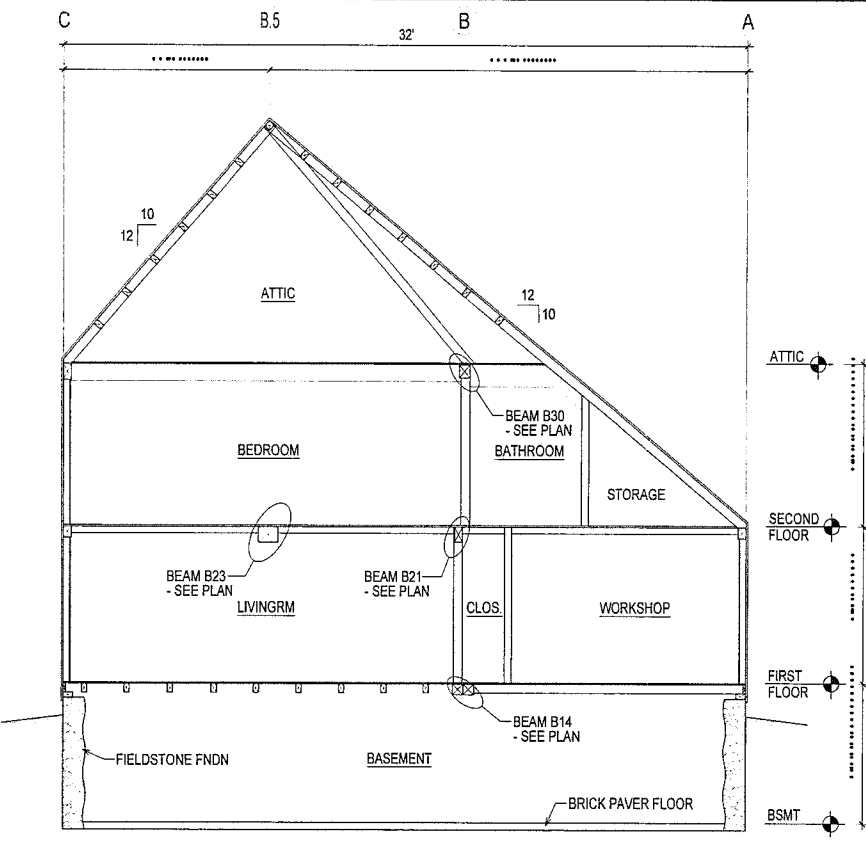 C B.5 B A
32'
10
12
ATTIC
12
10
ATTIC
BEAM B30
- SEE PLAN
BEDROOM
BATHROOM
STORAGE
SECOND
FLOOR
BEAM B23
- SEE PLAN
BEAM B21
- SEE PLAN
LIVINGRM
CLOS.
WORKSHOP
FIRST
FLOOR
BEAM B14
- SEE PLAN
FIELDSTONE FNDN
BASEMENT
BRICK PAVER FLOOR
BSMT